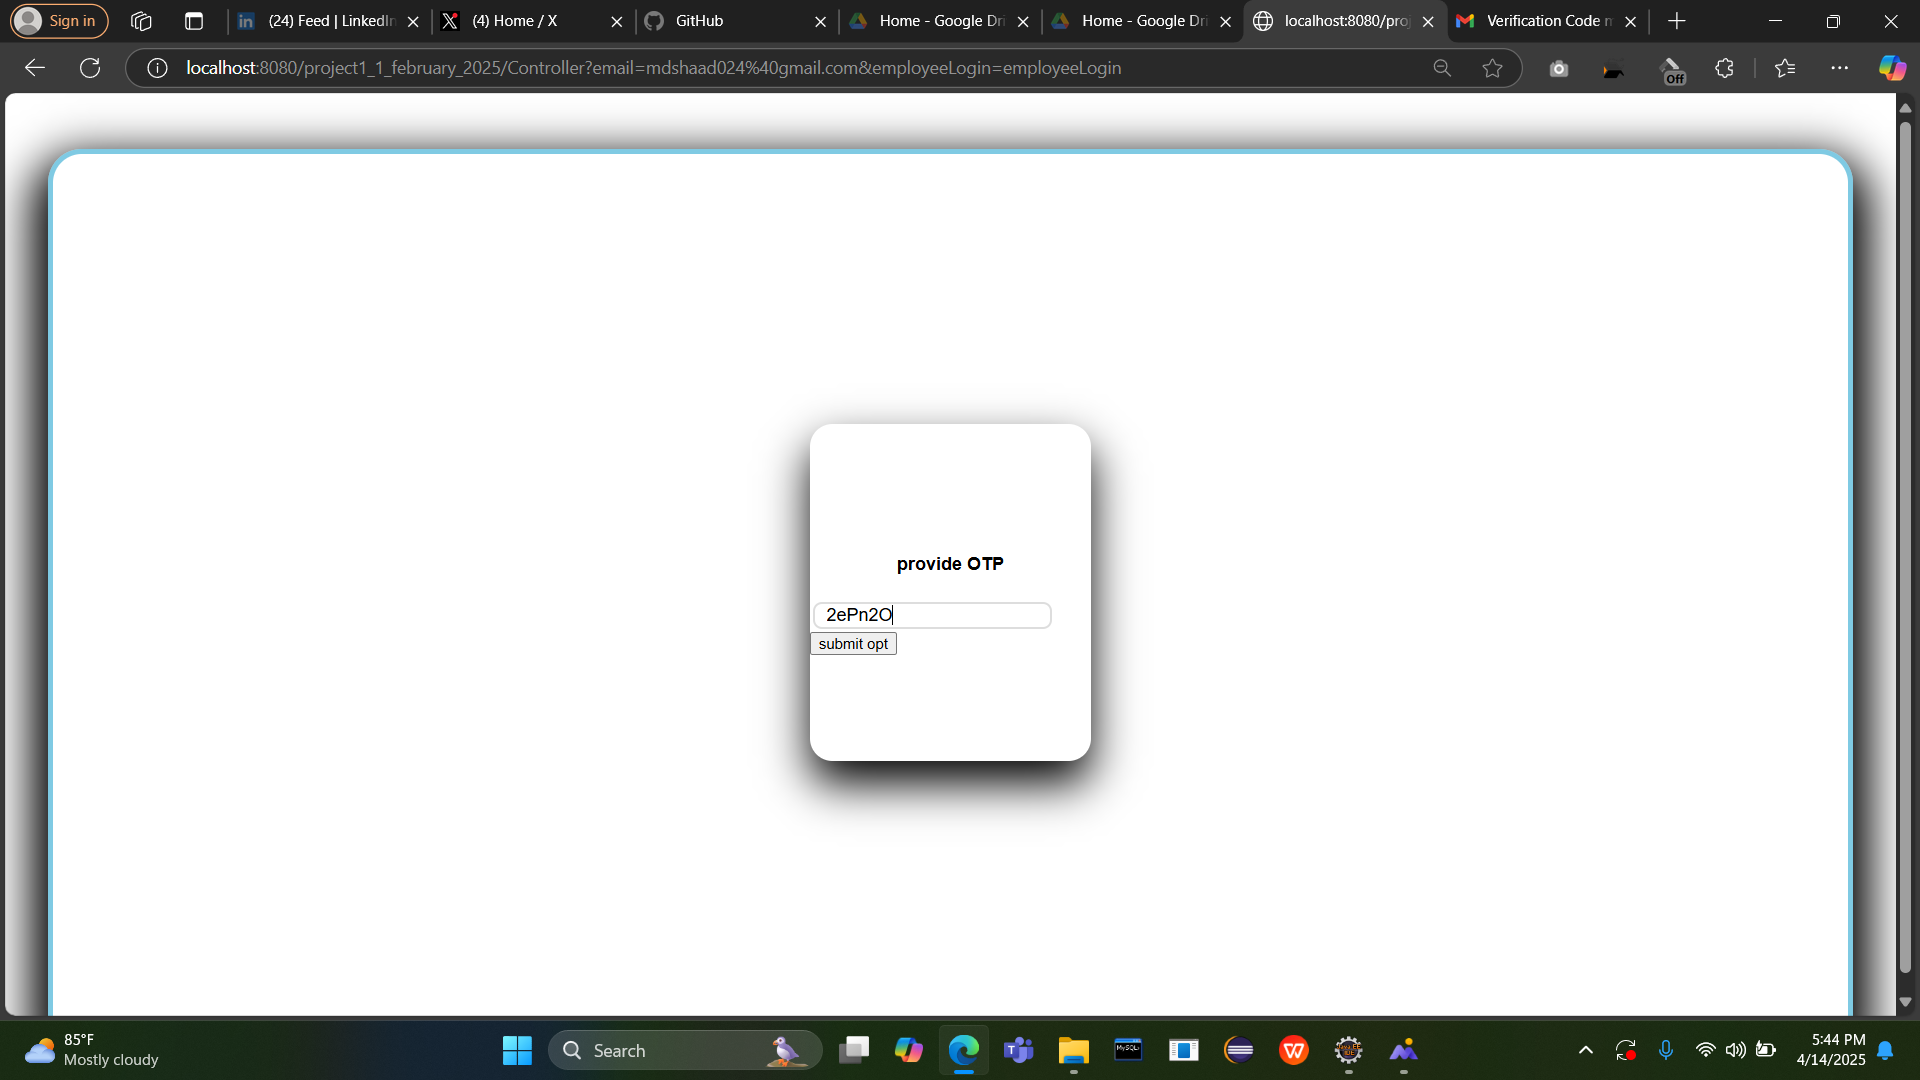 Sign in
(24) Feed | LinkedIn
(4) Home / X
GitHub
Home - Google Dri
Home - Google Dri
localhost:8080/proj
Verification Code m
localhost:8080/project1_1_february_2025/Controller?email=mdshaad024%40gmail.com&employeeLogin=employeeLogin
Off
provide OTP
2ePn2O
submit opt
85°F
Mostly cloudy
Search
MySQL
5:44 PM
4/14/2025